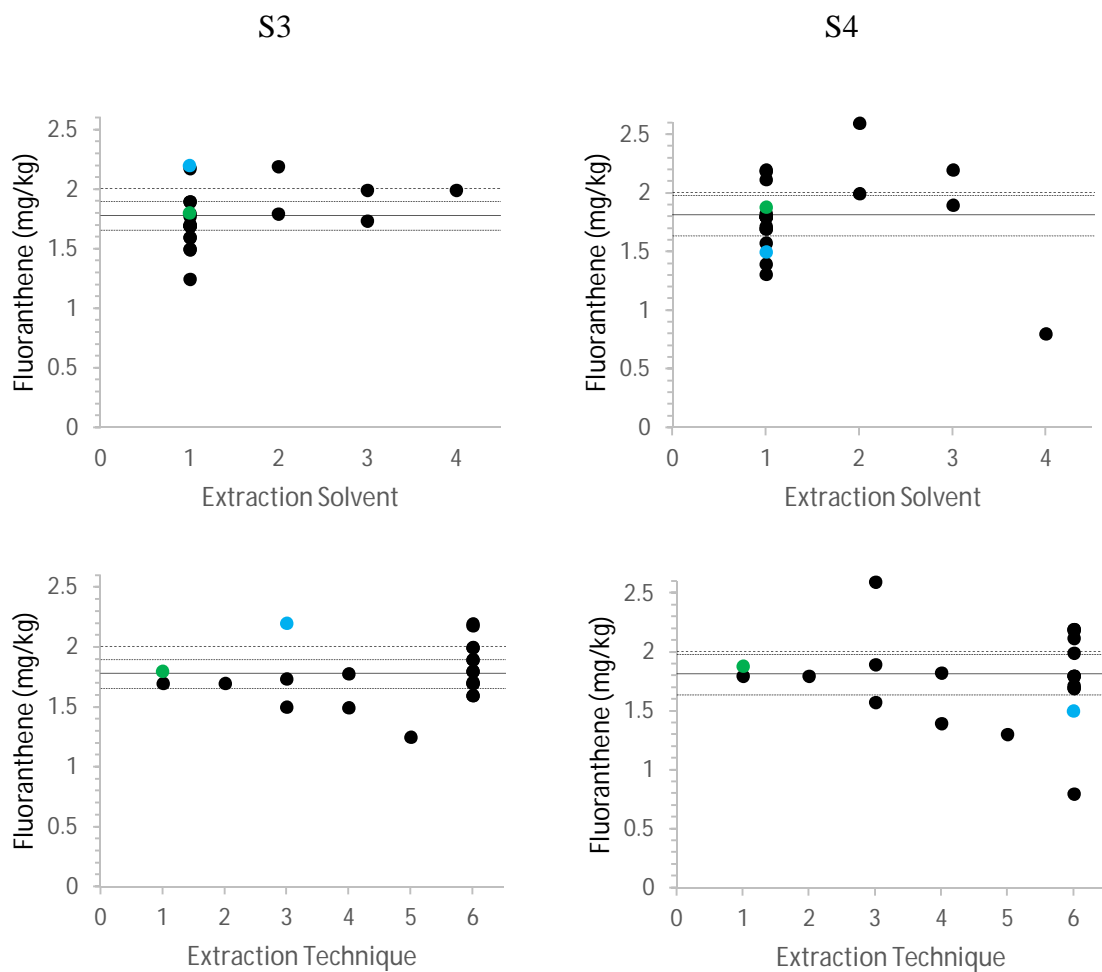 S3
S4
Fluoranthene (mg/kg)
2.5
2
1.5
1
0.5
0
0 1 2 3 4
Extraction Solvent
Fluoranthene (mg/kg)
2.5
2
1.5
1
0.5
0
0 1 2 3 4
Extraction Solvent
Fluoranthene (mg/kg)
2.5
2
1.5
1
0.5
0
0 1 2 3 4 5 6
Extraction Technique
Fluoranthene (mg/kg)
2.5
2
1.5
1
0.5
0
0 1 2 3 4 5 6
Extraction Technique